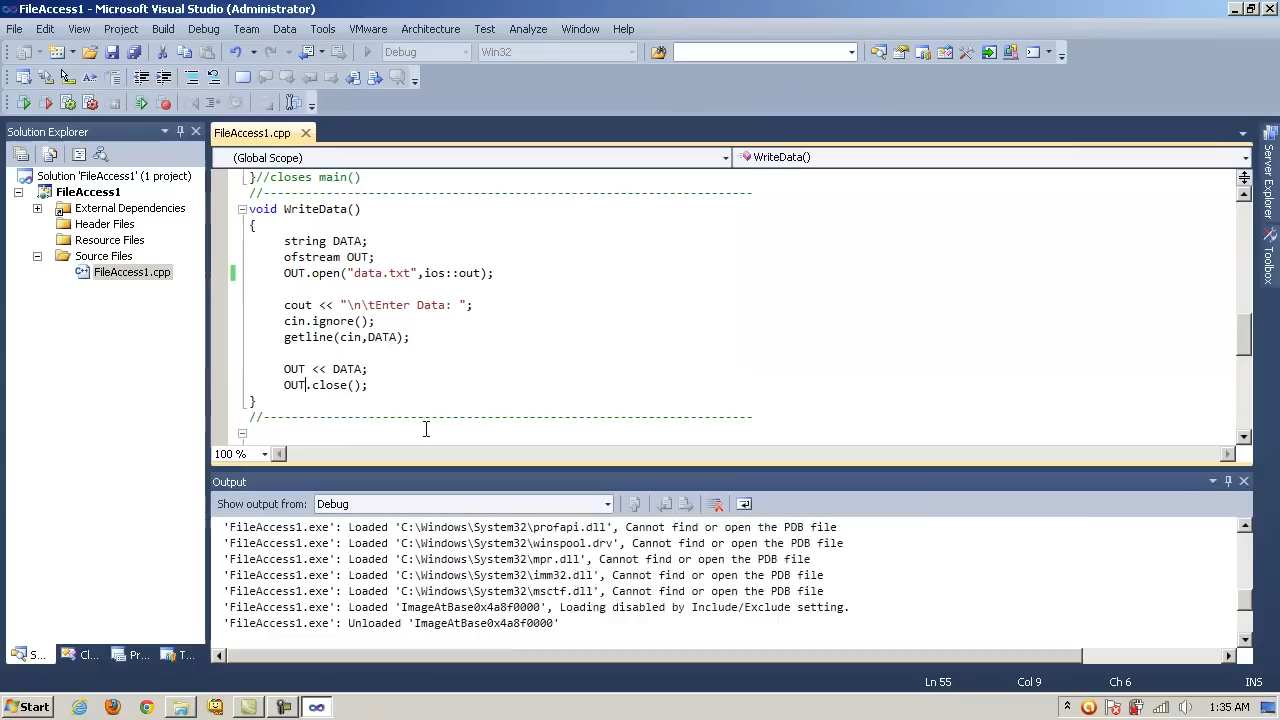 FileAccess1 - Microsoft Visual Studio (Administrator)
File Edit View Project Build Debug Team Data Tools VMware Architecture Test Analyze Window Help
Debug Win32
Solution Explorer
FileAccess1.cpp
(Global Scope)
WriteData()
Solution 'FileAccess1' (1 project)
FileAccess1
External Dependencies
Header Files
Resource Files
Source Files
FileAccess1.cpp
}//closes main()
//----------------------------------------------------------------------
void WriteData()
{
string DATA;
ofstream OUT;
OUT.open("data.txt",ios::out);
cout << "\n\tEnter Data: ";
cin.ignore();
getline(cin,DATA);
OUT << DATA;
OUT.close();
}
//----------------------------------------------------------------------
100 %
Server Explorer
Toolbox
Output
Show output from: Debug
'FileAccess1.exe': Loaded 'C:\Windows\System32\profapi.dll', Cannot find or open the PDB file
'FileAccess1.exe': Loaded 'C:\Windows\System32\winspool.drv', Cannot find or open the PDB file
'FileAccess1.exe': Loaded 'C:\Windows\System32\mpr.dll', Cannot find or open the PDB file
'FileAccess1.exe': Loaded 'C:\Windows\System32\imm32.dll', Cannot find or open the PDB file
'FileAccess1.exe': Loaded 'C:\Windows\System32\msctf.dll', Cannot find or open the PDB file
'FileAccess1.exe': Loaded 'ImageAtBase0x4a8f0000', Loading disabled by Include/Exclude setting.
'FileAccess1.exe': Unloaded 'ImageAtBase0x4a8f0000'
S... Cl... Pr... T...
Ln 55 Col 9 Ch 6 INS
Start
1:35 AM